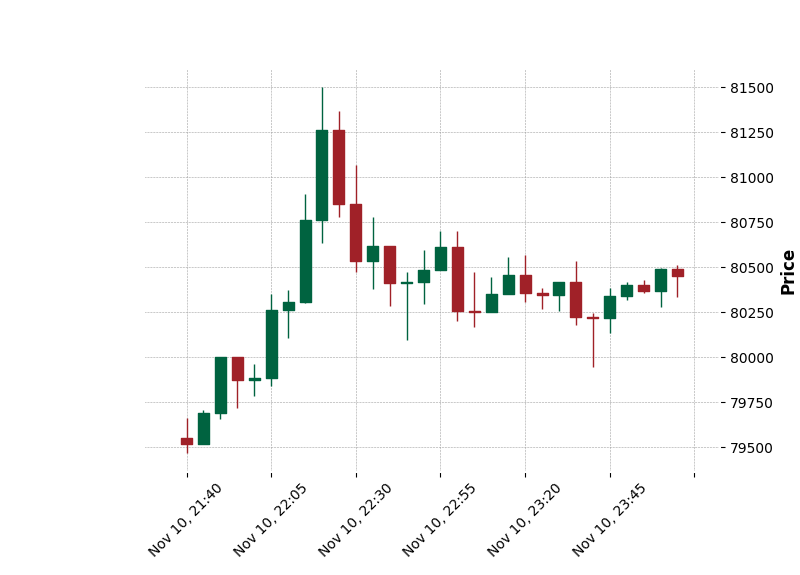 81500
81250
81000
80750
80500
80250
80000
79750
79500
Price
Nov 10, 21:40
Nov 10, 22:05
Nov 10, 22:30
Nov 10, 22:55
Nov 10, 23:20
Nov 10, 23:45